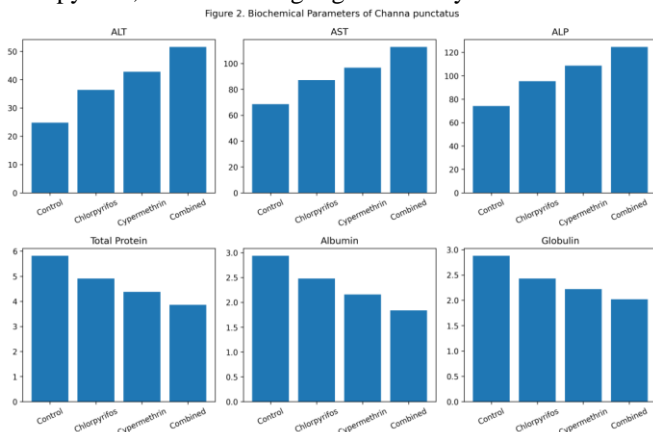 Figure 2. Biochemical Parameters of Channa punctatus
ALT
50
40
30
20
10
0
Control
Chlorpyrifos
Cypermethrin
Combined
AST
100
80
60
40
20
0
Control
Chlorpyrifos
Cypermethrin
Combined
ALP
120
100
80
60
40
20
0
Control
Chlorpyrifos
Cypermethrin
Combined
Total Protein
6
5
4
3
2
1
0
Control
Chlorpyrifos
Cypermethrin
Combined
Albumin
3.0
2.5
2.0
1.5
1.0
0.5
0.0
Control
Chlorpyrifos
Cypermethrin
Combined
Globulin
3.0
2.5
2.0
1.5
1.0
0.5
0.0
Control
Chlorpyrifos
Cypermethrin
Combined